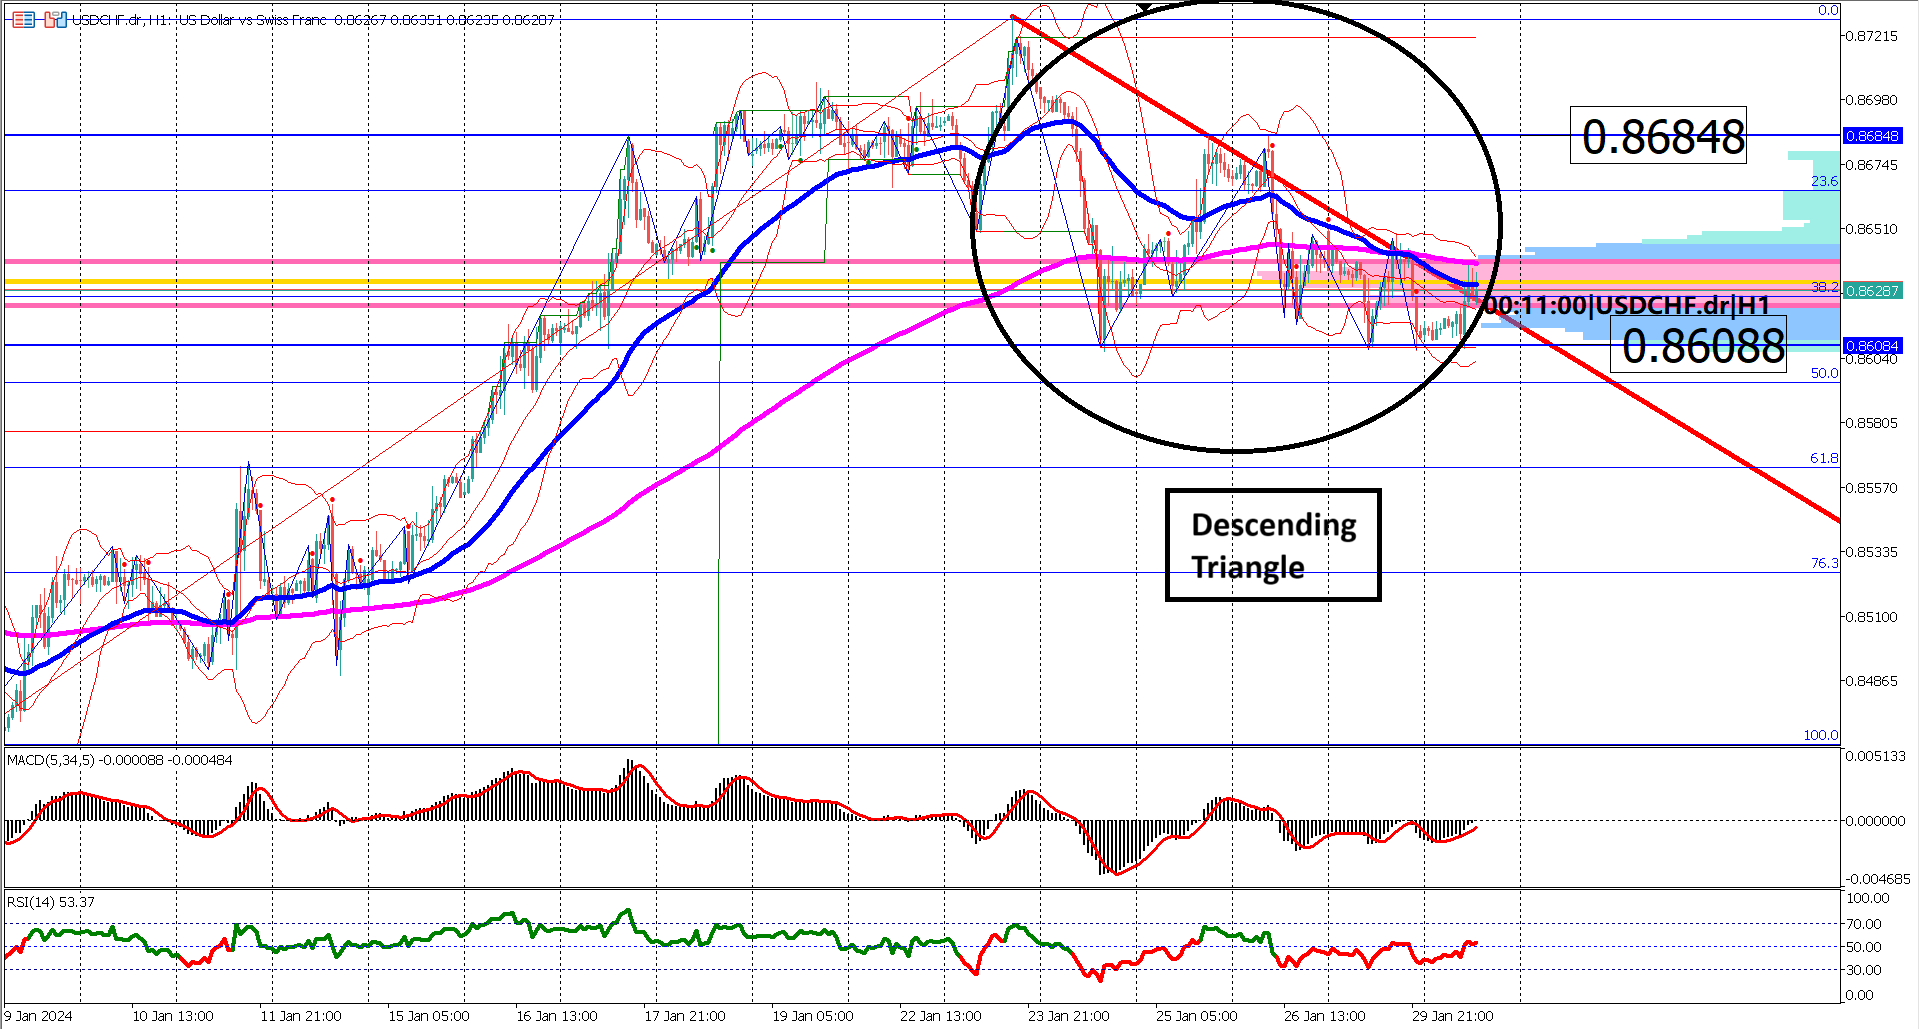 USDCHF.dr, H1: US Dollar vs Swiss Franc 0.86267 0.86351 0.86235 0.86287
0.0
0.87215
0.86980
0.86848
0.86848
0.86745
23.6
0.86510
38.2
0.86287
00:11:00|USDCHF.dr|H1
0.86088
0.86084
0.86040
50.0
0.85805
61.8
0.85570
Descending
Triangle
0.85335
76.3
0.85100
0.84865
100.0
MACD(5,34,5) -0.000088 -0.000484
0.005133
0.000000
-0.004685
RSI(14) 53.37
100.00
70.00
50.00
30.00
0.00
9 Jan 2024
10 Jan 13:00
11 Jan 21:00
15 Jan 05:00
16 Jan 13:00
17 Jan 21:00
19 Jan 05:00
22 Jan 13:00
23 Jan 21:00
25 Jan 05:00
26 Jan 13:00
29 Jan 21:00